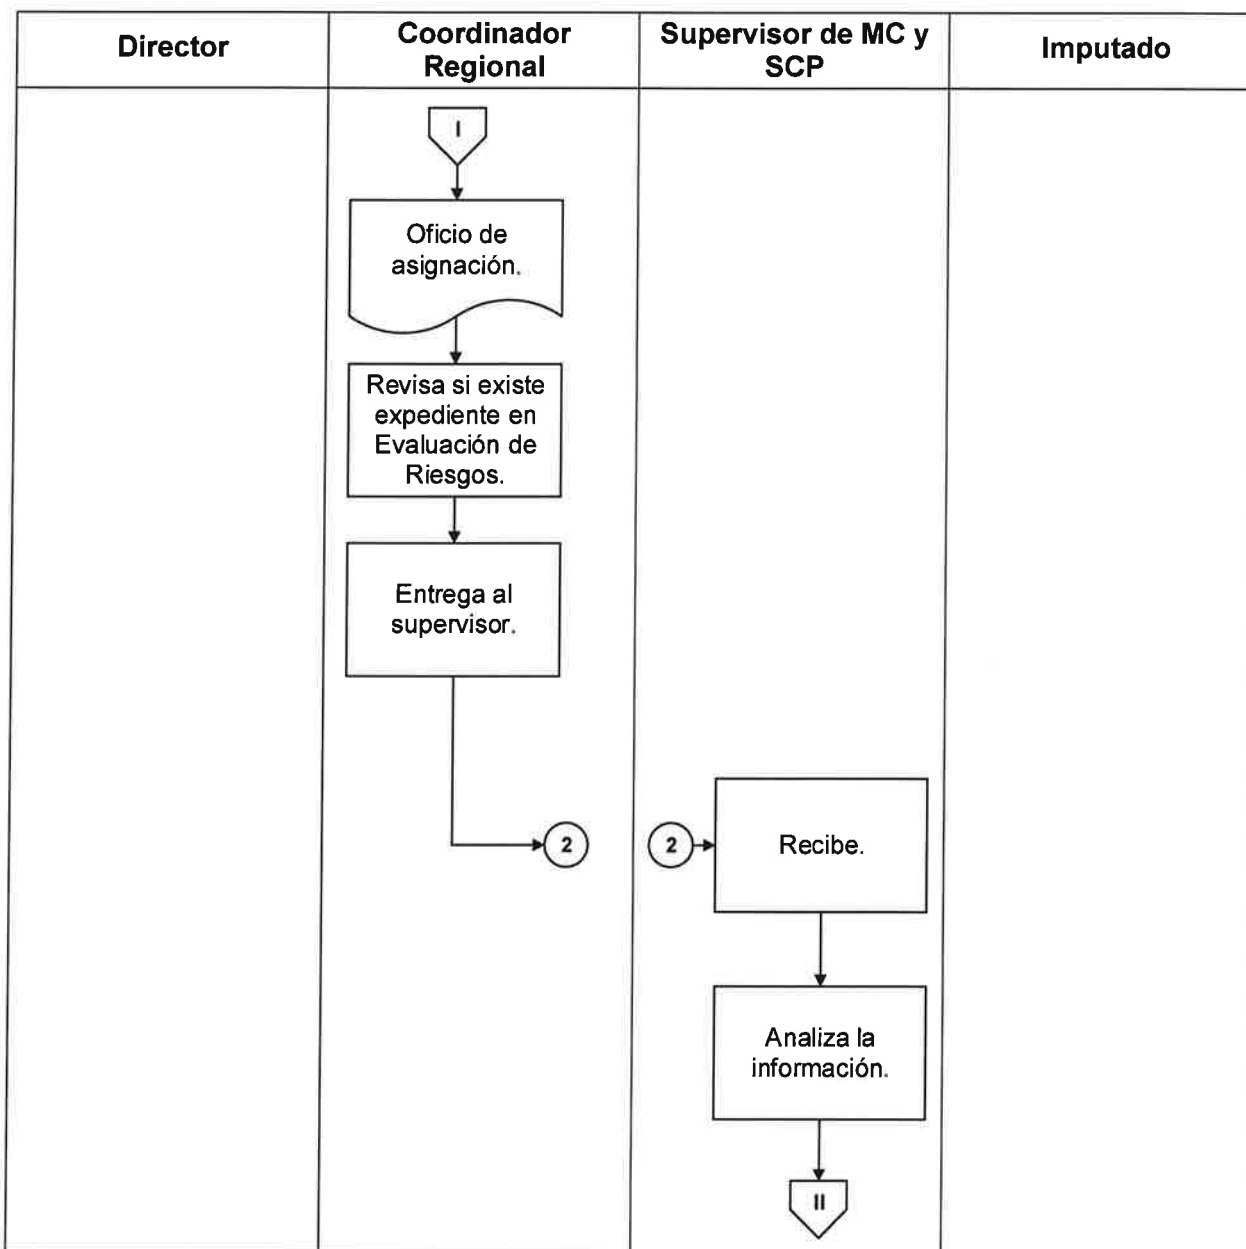 Director
Coordinador
Regional
Supervisor de MC y
SCP
Imputado
I
Oficio de
asignación.
Revisa si existe
expediente en
Evaluación de
Riesgos.
Entrega al
supervisor.
2
2
Recibe.
Analiza la
información.
II